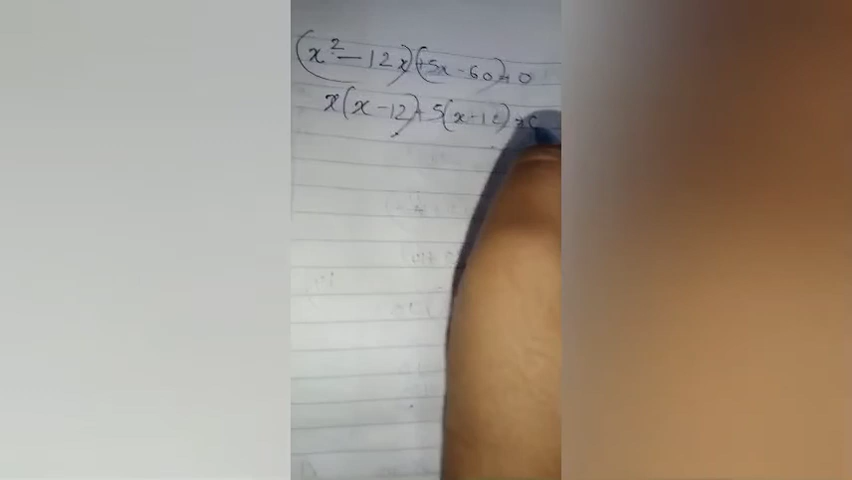 (x² - 12x)(+5x - 60) = 0
x(x - 12) + 5(x - 12) = 0